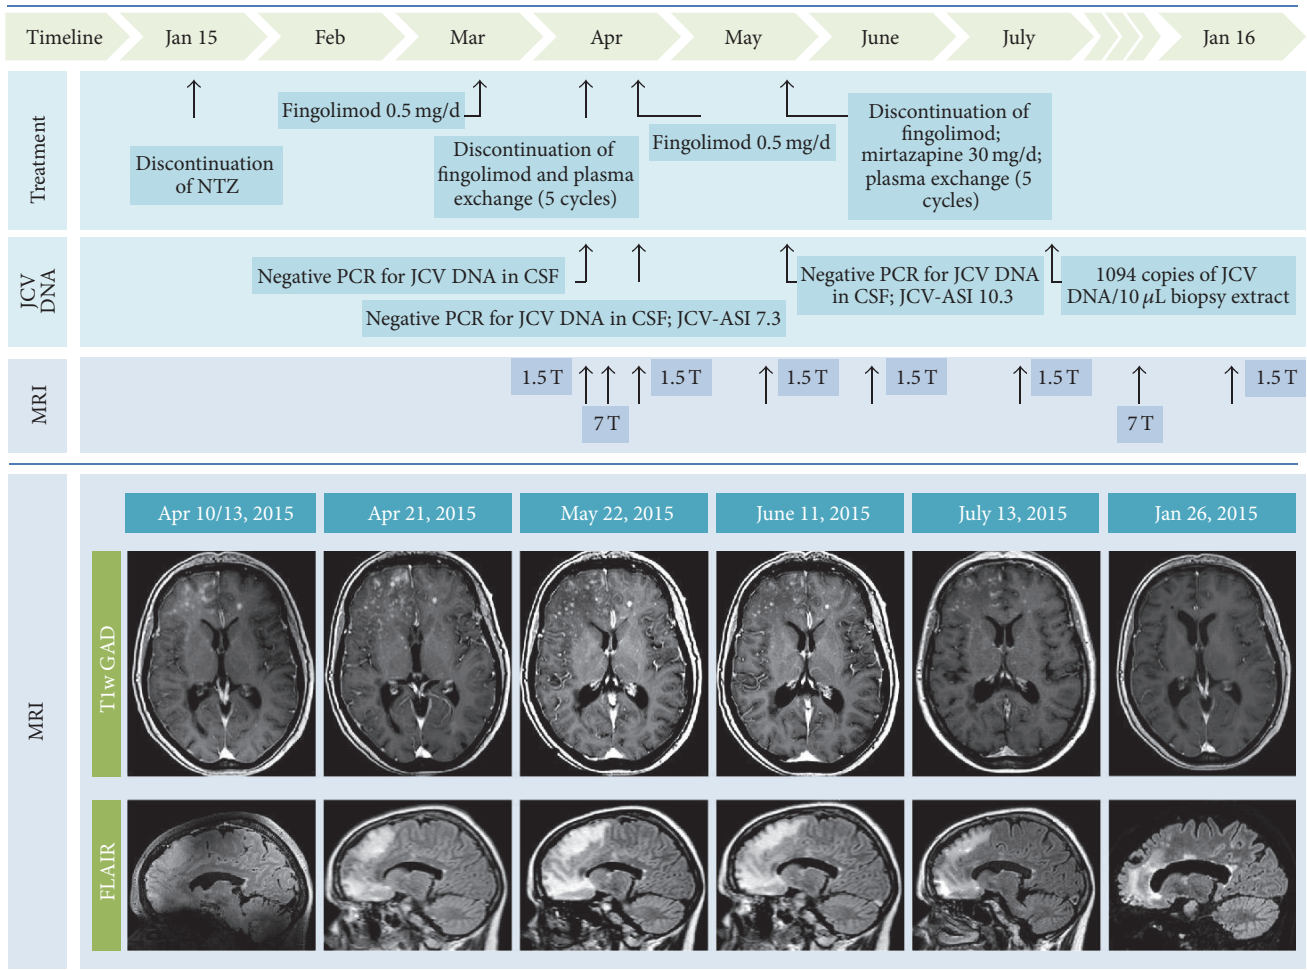 Timeline
Jan 15
Feb
Mar
Apr
May
June
July
Jan 16
Treatment
Discontinuation
of NTZ
Fingolimod 0.5 mg/d
Discontinuation of
fingolimod and plasma
exchange (5 cycles)
Fingolimod 0.5 mg/d
Discontinuation of
fingolimod;
mirtazapine 30 mg/d;
plasma exchange (5
cycles)
JCV
DNA
Negative PCR for JCV DNA in CSF
Negative PCR for JCV DNA in CSF; JCV-ASI 7.3
Negative PCR for JCV DNA
in CSF; JCV-ASI 10.3
1094 copies of JCV
DNA/10 μL biopsy extract
MRI
1.5 T
7 T
1.5 T
1.5 T
1.5 T
1.5 T
7 T
1.5 T
MRI
Apr 10/13, 2015
Apr 21, 2015
May 22, 2015
June 11, 2015
July 13, 2015
Jan 26, 2015
T1w GAD
FLAIR